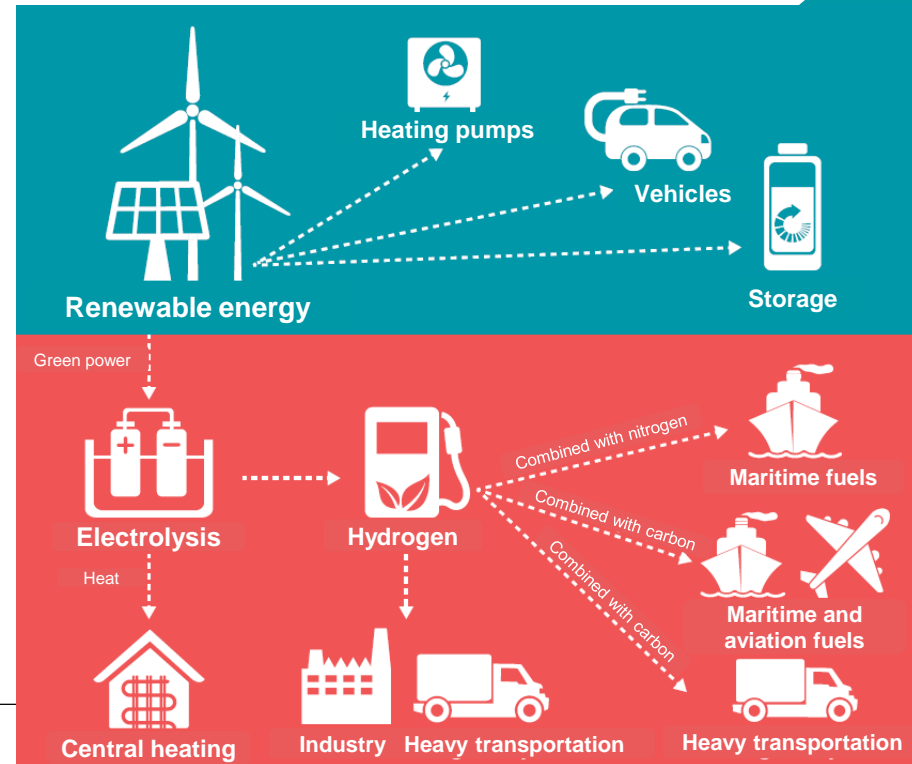 Heating pumps
Vehicles
Storage
Renewable energy
Green power
Electrolysis
Heat
Central heating
Hydrogen
Combined with nitrogen
Combined with carbon
Combined with carbon
Maritime fuels
Maritime and
aviation fuels
Industry
Heavy transportation
Heavy transportation